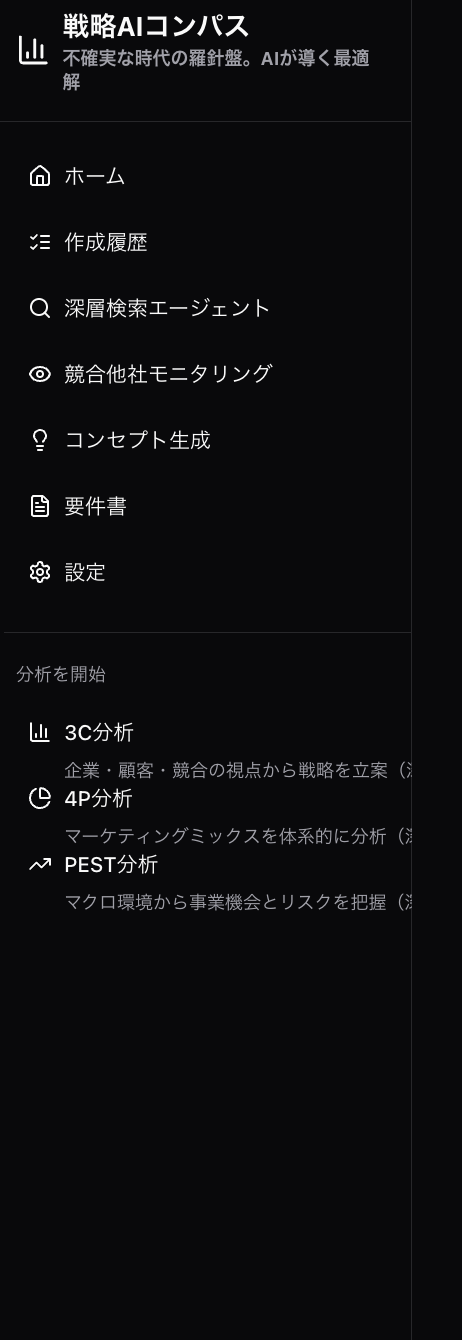 戦略AIコンパス
不確実な時代の羅針盤。AIが導く最適
解
ホーム
作成履歴
深層検索エージェント
競合他社モニタリング
コンセプト生成
要件書
設定
分析を開始
3C分析
企業・顧客・競合の視点から戦略を立案（
4P分析
マーケティングミックスを体系的に分析（
PEST分析
マクロ環境から事業機会とリスクを把握（